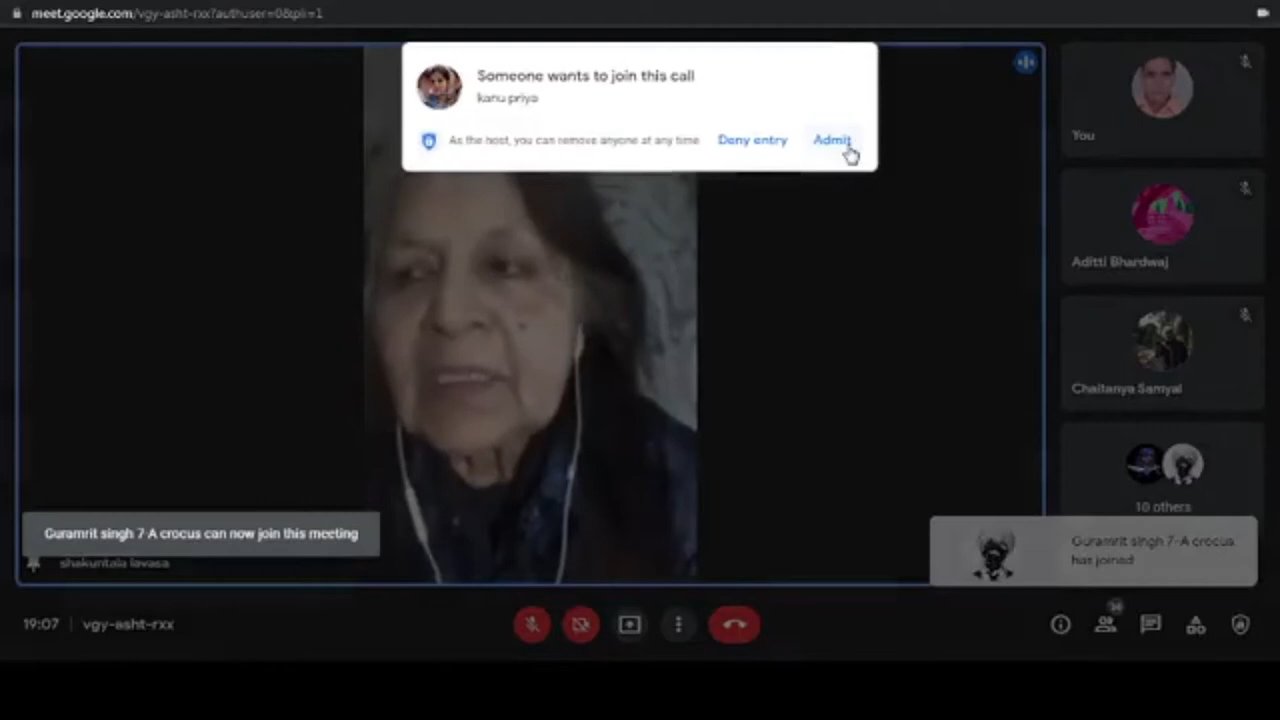 meet.google.com/vgy-asht-rxx?authuser=0&pli=1
Someone wants to join this call
kanu priya
As the host, you can remove anyone at any time
Deny entry
Admit
You
Aditti Bhardwaj
Chaitanya Samyal
10 others
Guramrit singh 7 A crocus can now join this meeting
Guramrit singh 7-A crocus
has joined
shakuntala lavasa
19:07 | vgy-asht-rxx